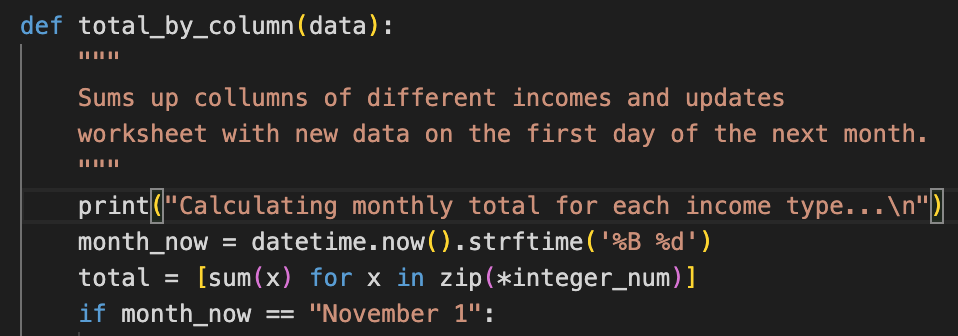 def total_by_column(data):
"""
Sums up collumns of different incomes and updates
worksheet with new data on the first day of the next month.
"""
print("Calculating monthly total for each income type...\n")
month_now = datetime.now().strftime('%B %d')
total = [sum(x) for x in zip(*integer_num)]
if month_now == "November 1":